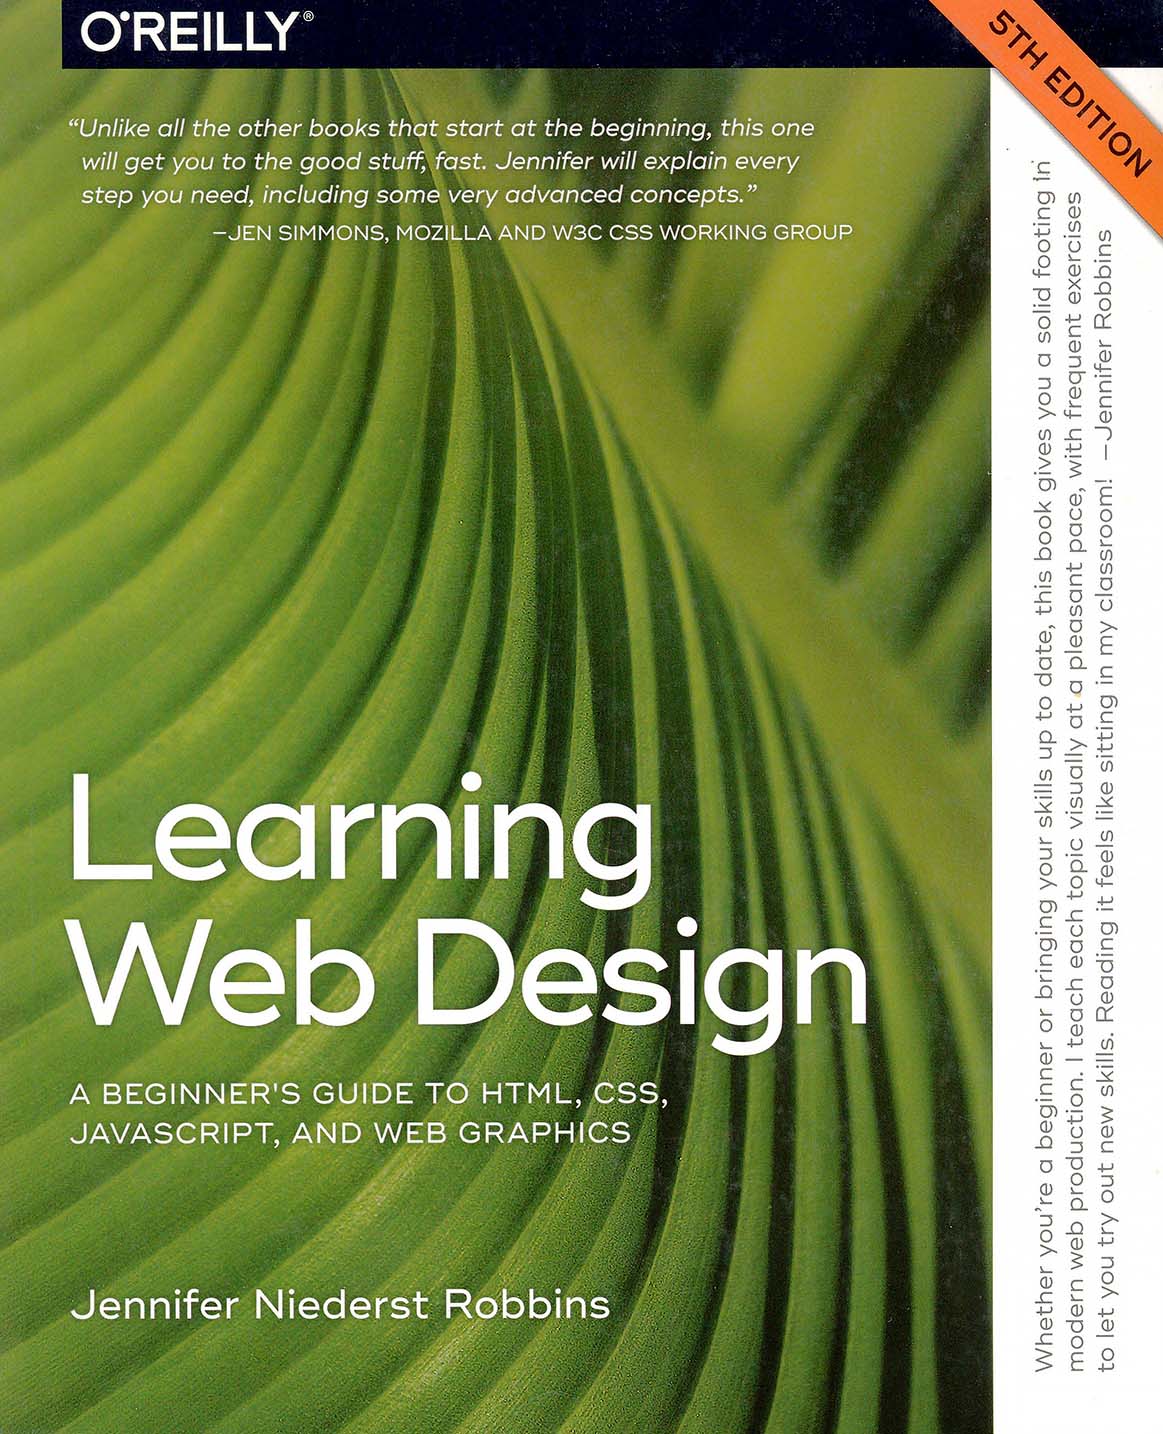 O'REILLY®
5TH EDITION
“Unlike all the other books that start at the beginning, this one
will get you to the good stuff, fast. Jennifer will explain every
step you need, including some very advanced concepts.”
—JEN SIMMONS, MOZILLA AND W3C CSS WORKING GROUP
Learning
Web Design
A BEGINNER'S GUIDE TO HTML, CSS,
JAVASCRIPT, AND WEB GRAPHICS
Jennifer Niederst Robbins
Whether you’re a beginner or bringing your skills up to date, this book gives you a solid footing in
modern web production. I teach each topic visually at a pleasant pace, with frequent exercises
to let you try out new skills. Reading it feels like sitting in my classroom! —Jennifer Robbins